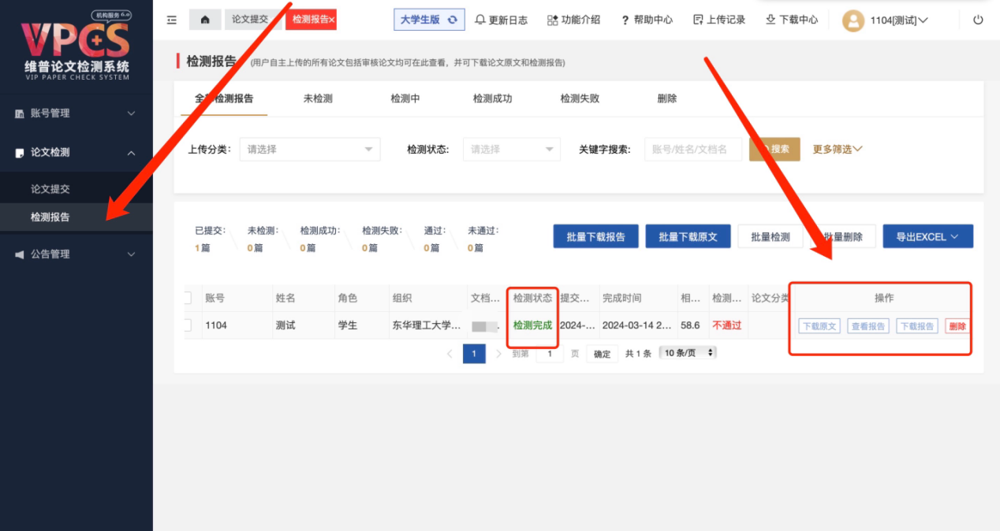 机构服务 6.0
VPCS
维普论文检测系统
VIP PAPER CHECK SYSTEM
论文提交
检测报告×
大学生版
更新日志
功能介绍
? 帮助中心
上传记录
下载中心
1104[测试]
账号管理
论文检测
论文提交
检测报告
公告管理
检测报告
(用户自主上传的所有论文包括审核论文均可在此查看，并可下载论文原文和检测报告)
检测报告
未检测
检测中
检测成功
检测失败
删除
上传分类:
请选择
检测状态:
请选择
关键字搜索:
账号/姓名/文档名
搜索
更多筛选
已提交: 未检测: 检测成功: 检测失败: 通过: 未通过:
1篇 0篇 0篇 0篇 0篇 0篇
批量下载报告
批量下载原文
批量检测
批量删除
导出EXCEL
账号 姓名 角色 组织 文档... 检测状态 提交... 完成时间 相... 检测... 论文分类 操作
1104 测试 学生 东华理工大学... 检测完成 2024-... 2024-03-14 2... 58.6 不通过 下载原文 查看报告 下载报告 删除
1 到第 1 页 确定 共 1 条 10 条/页